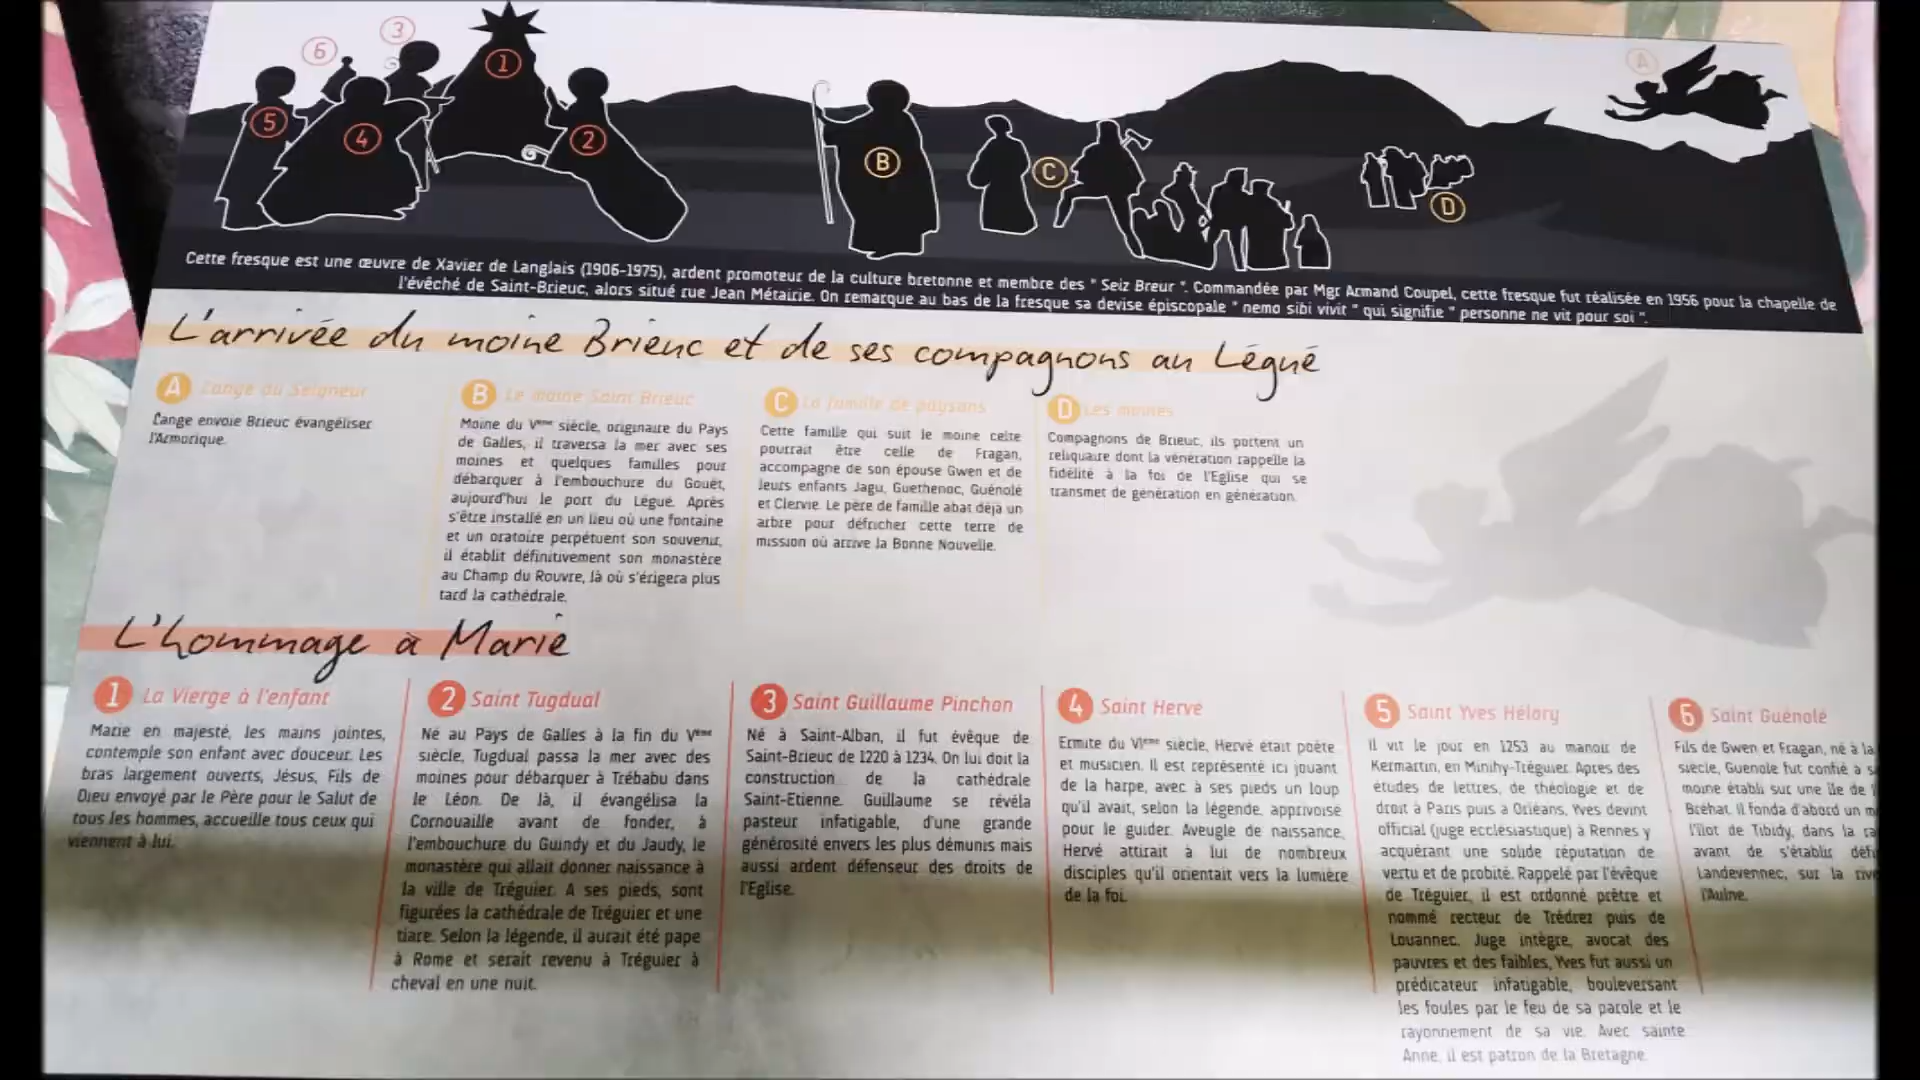 6
3
1
5
4
2
B
C
D
A
Cette fresque est une œuvre de Xavier de Langlais (1906-1975), ardent promoteur de la culture bretonne et membre des " Seiz Breur ". Commandée par Mgr Armand Coupel, cette fresque fut réalisée en 1956 pour la chapelle de
l'évêché de Saint-Brieuc, alors situé rue Jean Métairie. On remarque au bas de la fresque sa devise épiscopale " nemo sibi vivit " qui signifie " personne ne vit pour soi ".
L'arrivée du moine Brieuc et de ses compagnons au Légué
A L'ange du Seigneur
L'ange envoie Brieuc évangéliser
l'Armorique.
B Le moine Saint Brieuc
Moine du Vème siècle, originaire du Pays
de Galles, il traversa la mer avec ses
moines et quelques familles pour
débarquer à l'embouchure du Gouët,
aujourd'hui le port du Légué. Après
s'être installé en un lieu où une fontaine
et un oratoire perpétuent son souvenir,
il établit définitivement son monastère
au Champ du Rouvre, là où s'érigera plus
tard la cathédrale.
C La famille de paysans
Cette famille qui suit le moine celte
pourrait être celle de Fragan,
accompagné de son épouse Gwen et de
leurs enfants Jagu, Guethenoc, Guénolé
et Clervie. Le père de famille abat déjà un
arbre pour défricher cette terre de
mission où arrive la Bonne Nouvelle.
D Les moines
Compagnons de Brieuc, ils portent un
reliquaire dont la vénération rappelle la
fidélité à la foi de l'Eglise qui se
transmet de génération en génération.
L'hommage à Marie
1 La Vierge à l'enfant
Marie en majesté, les mains jointes,
contemple son enfant avec douceur. Les
bras largement ouverts, Jésus, Fils de
Dieu envoyé par le Père pour le Salut de
tous les hommes, accueille tous ceux qui
viennent à lui.
2 Saint Tugdual
Né au Pays de Galles à la fin du Vème
siècle, Tugdual passa la mer avec des
moines pour débarquer à Trébabu dans
le Léon. De là, il évangélisa la
Cornouaille avant de fonder, à
l'embouchure du Guindy et du Jaudy, le
monastère qui allait donner naissance à
la ville de Tréguier. A ses pieds, sont
figurées la cathédrale de Tréguier et une
tiare. Selon la légende, il aurait été pape
à Rome et serait revenu à Tréguier à
cheval en une nuit.
3 Saint Guillaume Pinchon
Né à Saint-Alban, il fut évêque de
Saint-Brieuc de 1220 à 1234. On lui doit la
construction de la cathédrale
Saint-Etienne. Guillaume se révéla
pasteur infatigable, d'une grande
générosité envers les plus démunis mais
aussi ardent défenseur des droits de
l'Eglise.
4 Saint Hervé
Ermite du VIème siècle, Hervé était poète
et musicien. Il est représenté ici jouant
de la harpe, avec à ses pieds un loup
qu'il avait, selon la légende, apprivoisé
pour le guider. Aveugle de naissance,
Hervé attirait à lui de nombreux
disciples qu'il orientait vers la lumière
de la foi.
5 Saint Yves Hélory
Il vit le jour en 1253 au manoir de
Kermartin, en Minihy-Tréguier. Après des
études de lettres, de théologie et de
droit à Paris puis à Orléans, Yves devint
official (juge ecclésiastique) à Rennes y
acquérant une solide réputation de
vertu et de probité. Rappelé par l'évêque
de Tréguier, il est ordonné prêtre et
nommé recteur de Trédrez puis de
Louannec. Juge intègre, avocat des
pauvres et des faibles, Yves fut aussi un
prédicateur infatigable, bouleversant
les foules par le feu de sa parole et le
rayonnement de sa vie. Avec sainte
Anne, il est patron de la Bretagne.
6 Saint Guénolé
Fils de Gwen et Fragan, né à la
siècle, Guénolé fut confié à
moine établi sur une île de
Bréhat. Il fonda d'abord un
l'îlot de Tibidy, dans la
avant de s'établir
Landevennec, sur la
l'Aulne.